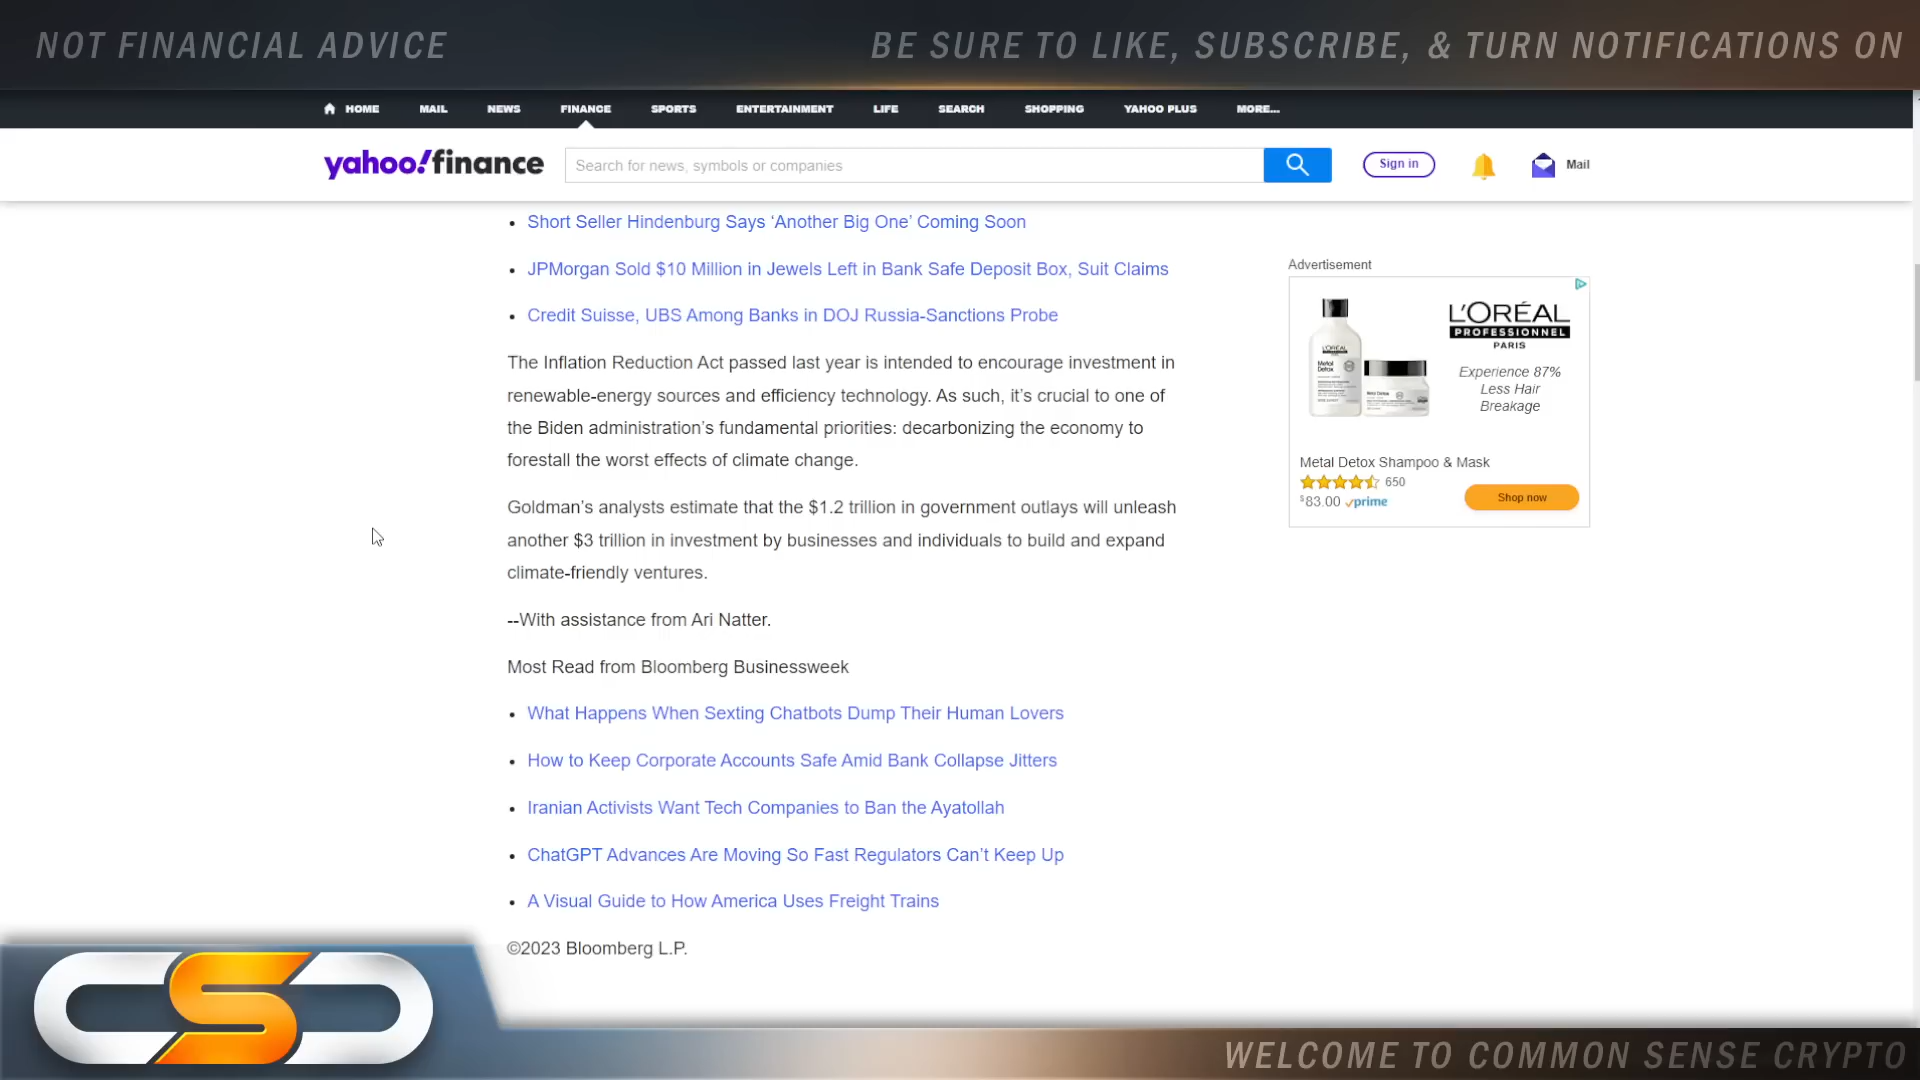 NOT FINANCIAL ADVICE
BE SURE TO LIKE, SUBSCRIBE, & TURN NOTIFICATIONS ON
HOME MAIL NEWS FINANCE SPORTS ENTERTAINMENT LIFE SEARCH SHOPPING YAHOO PLUS MORE...
yahoo!finance
Search for news, symbols or companies
Sign in
Mail
• Short Seller Hindenburg Says ‘Another Big One’ Coming Soon
• JPMorgan Sold $10 Million in Jewels Left in Bank Safe Deposit Box, Suit Claims
• Credit Suisse, UBS Among Banks in DOJ Russia-Sanctions Probe
The Inflation Reduction Act passed last year is intended to encourage investment in
renewable-energy sources and efficiency technology. As such, it’s crucial to one of
the Biden administration’s fundamental priorities: decarbonizing the economy to
forestall the worst effects of climate change.
Goldman’s analysts estimate that the $1.2 trillion in government outlays will unleash
another $3 trillion in investment by businesses and individuals to build and expand
climate-friendly ventures.
--With assistance from Ari Natter.
Most Read from Bloomberg Businessweek
• What Happens When Sexting Chatbots Dump Their Human Lovers
• How to Keep Corporate Accounts Safe Amid Bank Collapse Jitters
• Iranian Activists Want Tech Companies to Ban the Ayatollah
• ChatGPT Advances Are Moving So Fast Regulators Can’t Keep Up
• A Visual Guide to How America Uses Freight Trains
©2023 Bloomberg L.P.
Advertisement
L'ORÉAL
PROFESSIONNEL
PARIS
Experience 87%
Less Hair
Breakage
L'ORÉAL
Metal
Detox
Metal Detox Shampoo & Mask
650
$83.00 prime
Shop now
CSC
WELCOME TO COMMON SENSE CRYPTO